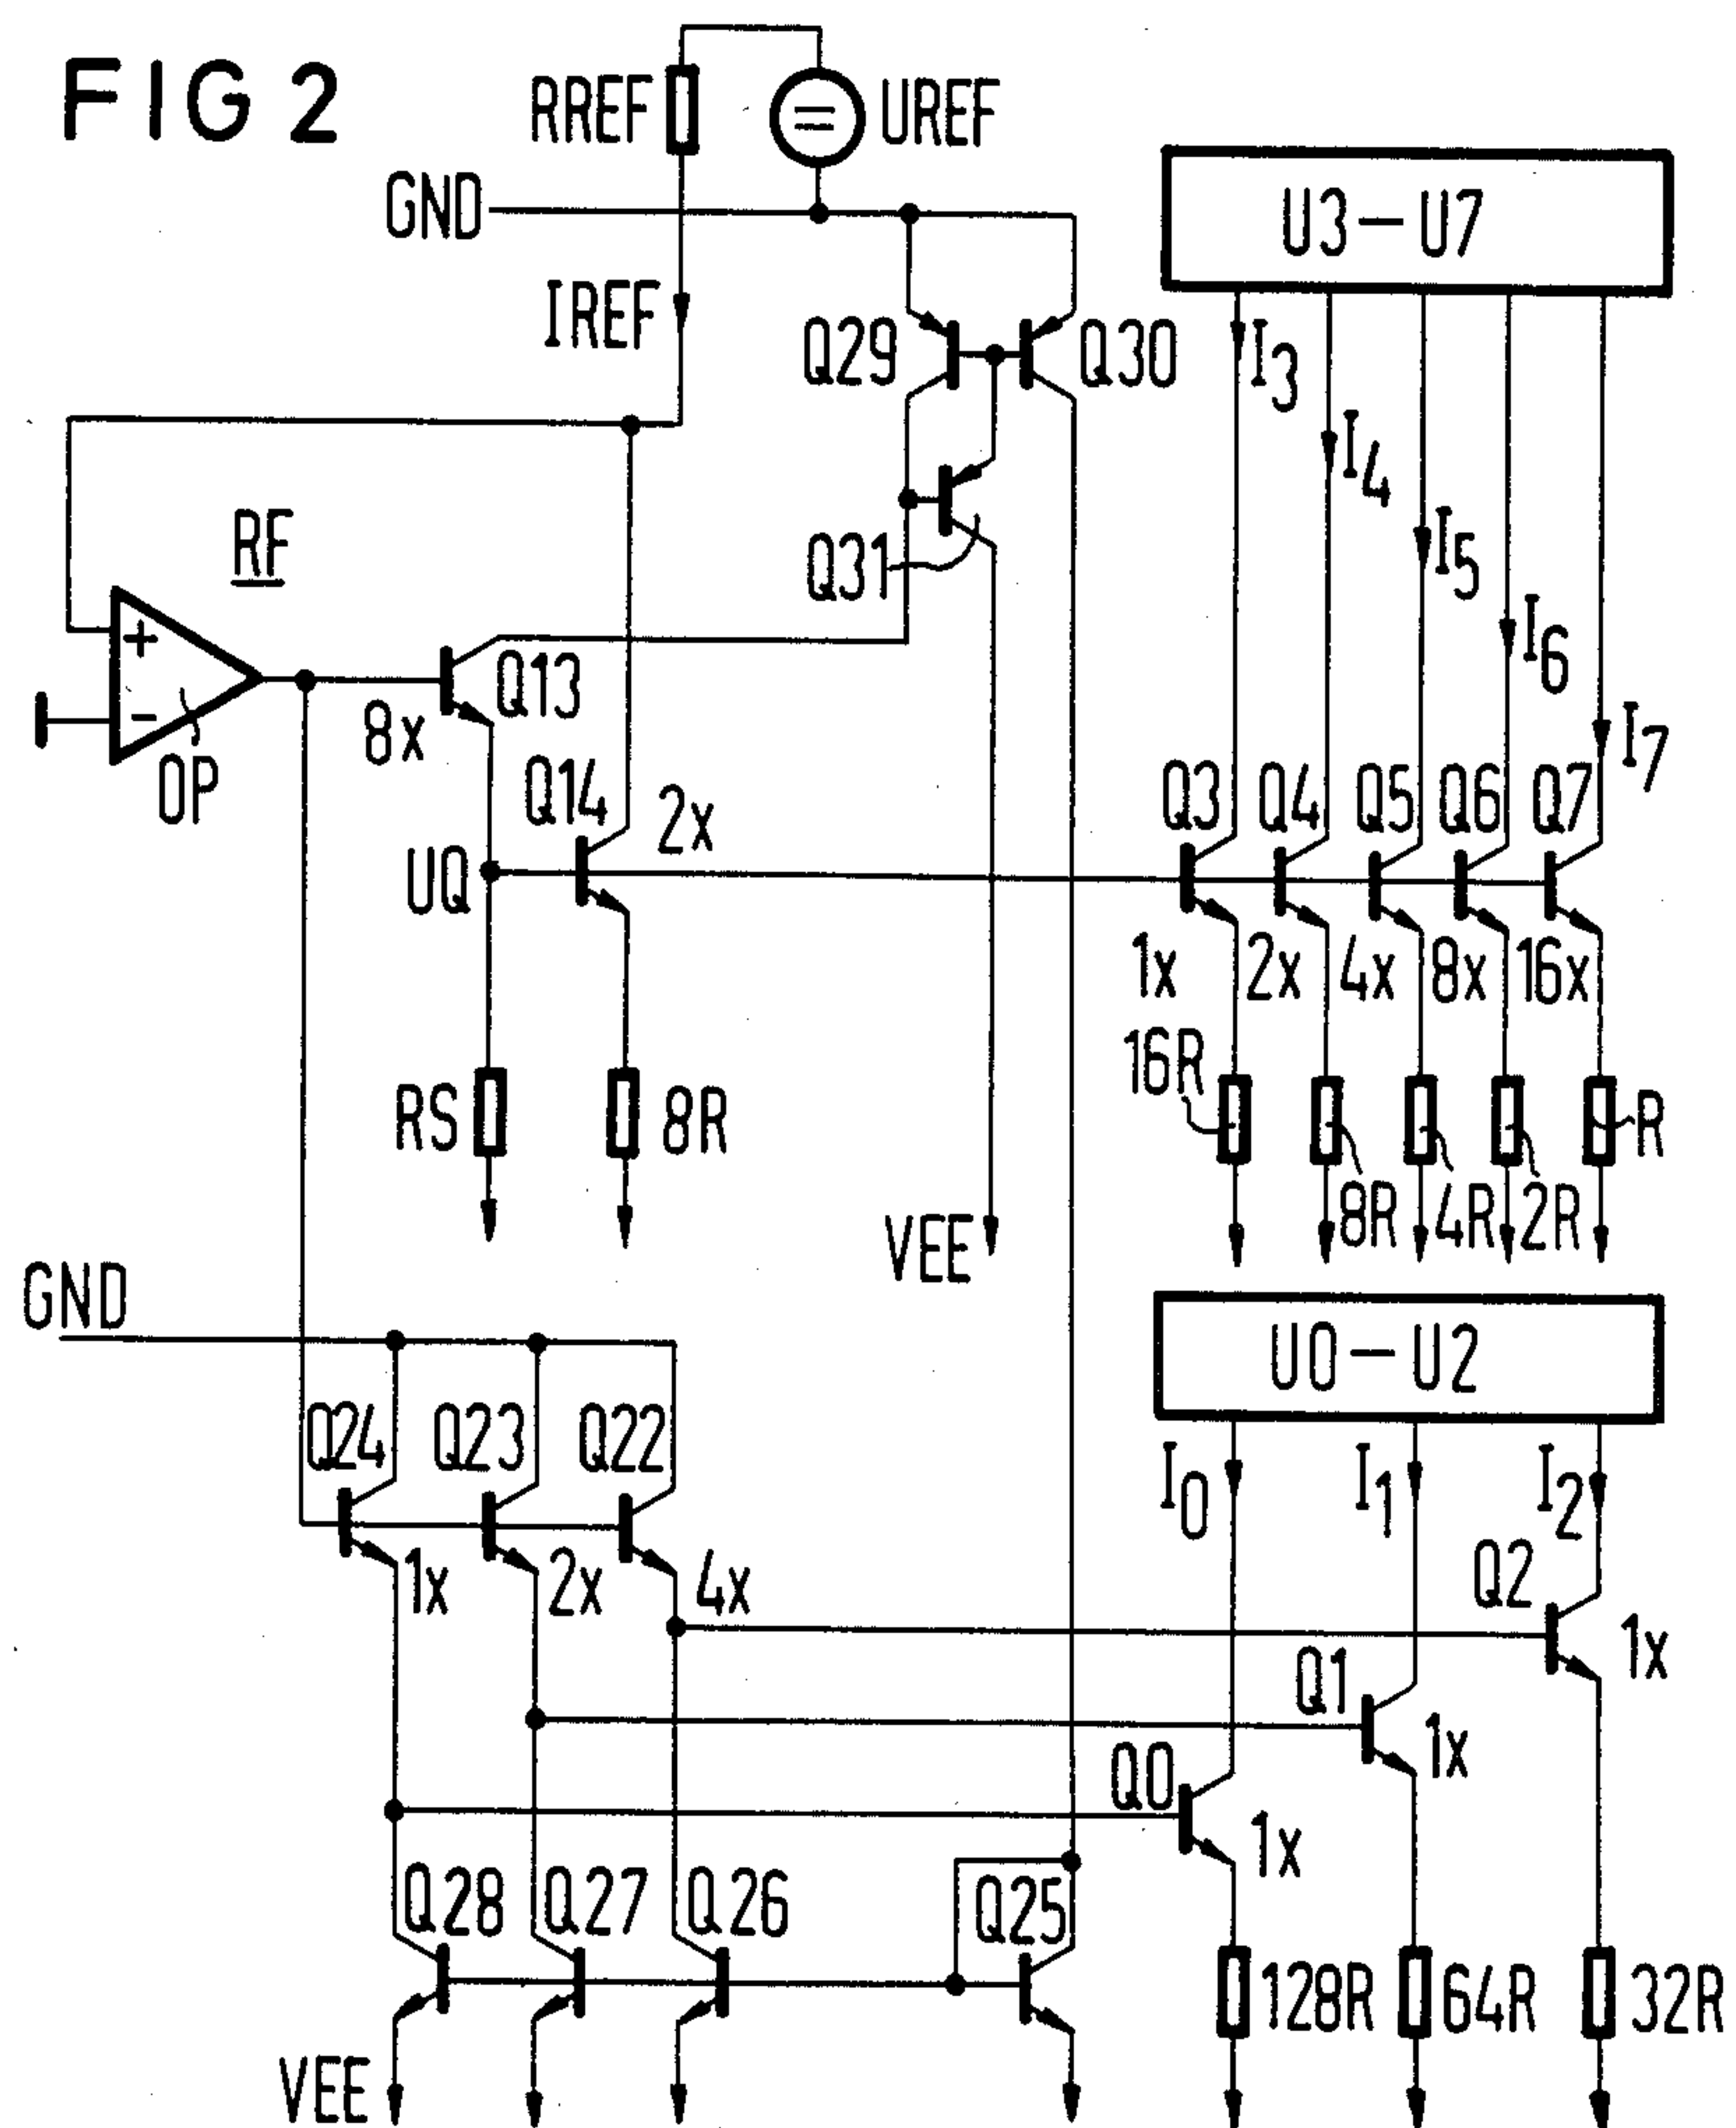 FIG 2
RREF
=
UREF
GND
U3-U7
IREF
Q29
Q30
I3
I4
RF
Q31
I5
I6
+
-
OP
8x
Q13
I7
Q14
2x
Q3
Q4
Q5
Q6
Q7
UQ
1x
2x
4x
8x
16x
16R
RS
8R
R
8R
4R
2R
VEE
GND
U0-U2
Q24
Q23
Q22
I0
I1
I2
1x
2x
4x
Q2
1x
Q1
1x
Q0
1x
Q28
Q27
Q26
Q25
128R
64R
32R
VEE